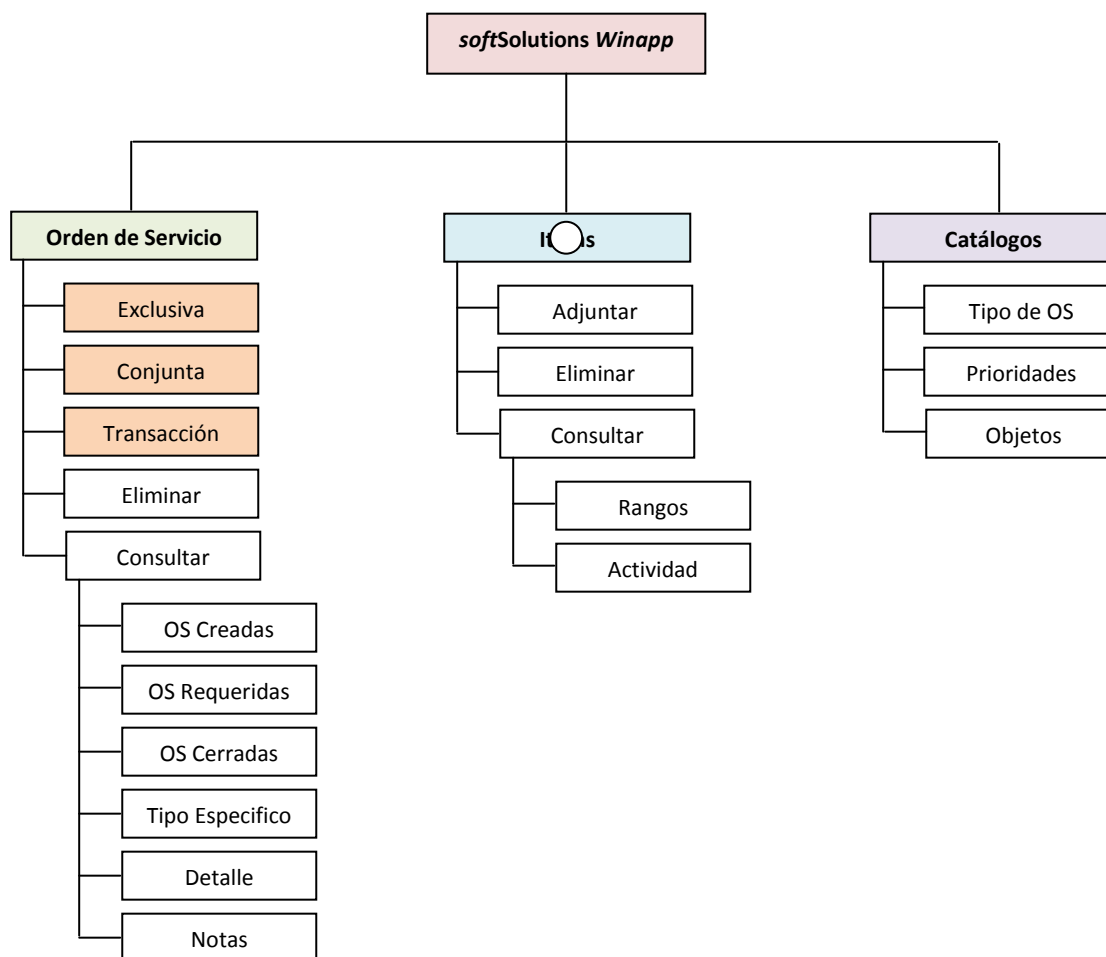 softSolutions Winapp
Orden de Servicio
Exclusiva
Conjunta
Transacción
Eliminar
Consultar
OS Creadas
OS Requeridas
OS Cerradas
Tipo Especifico
Detalle
Notas
Adjuntar
Eliminar
Consultar
Rangos
Actividad
Catálogos
Tipo de OS
Prioridades
Objetos